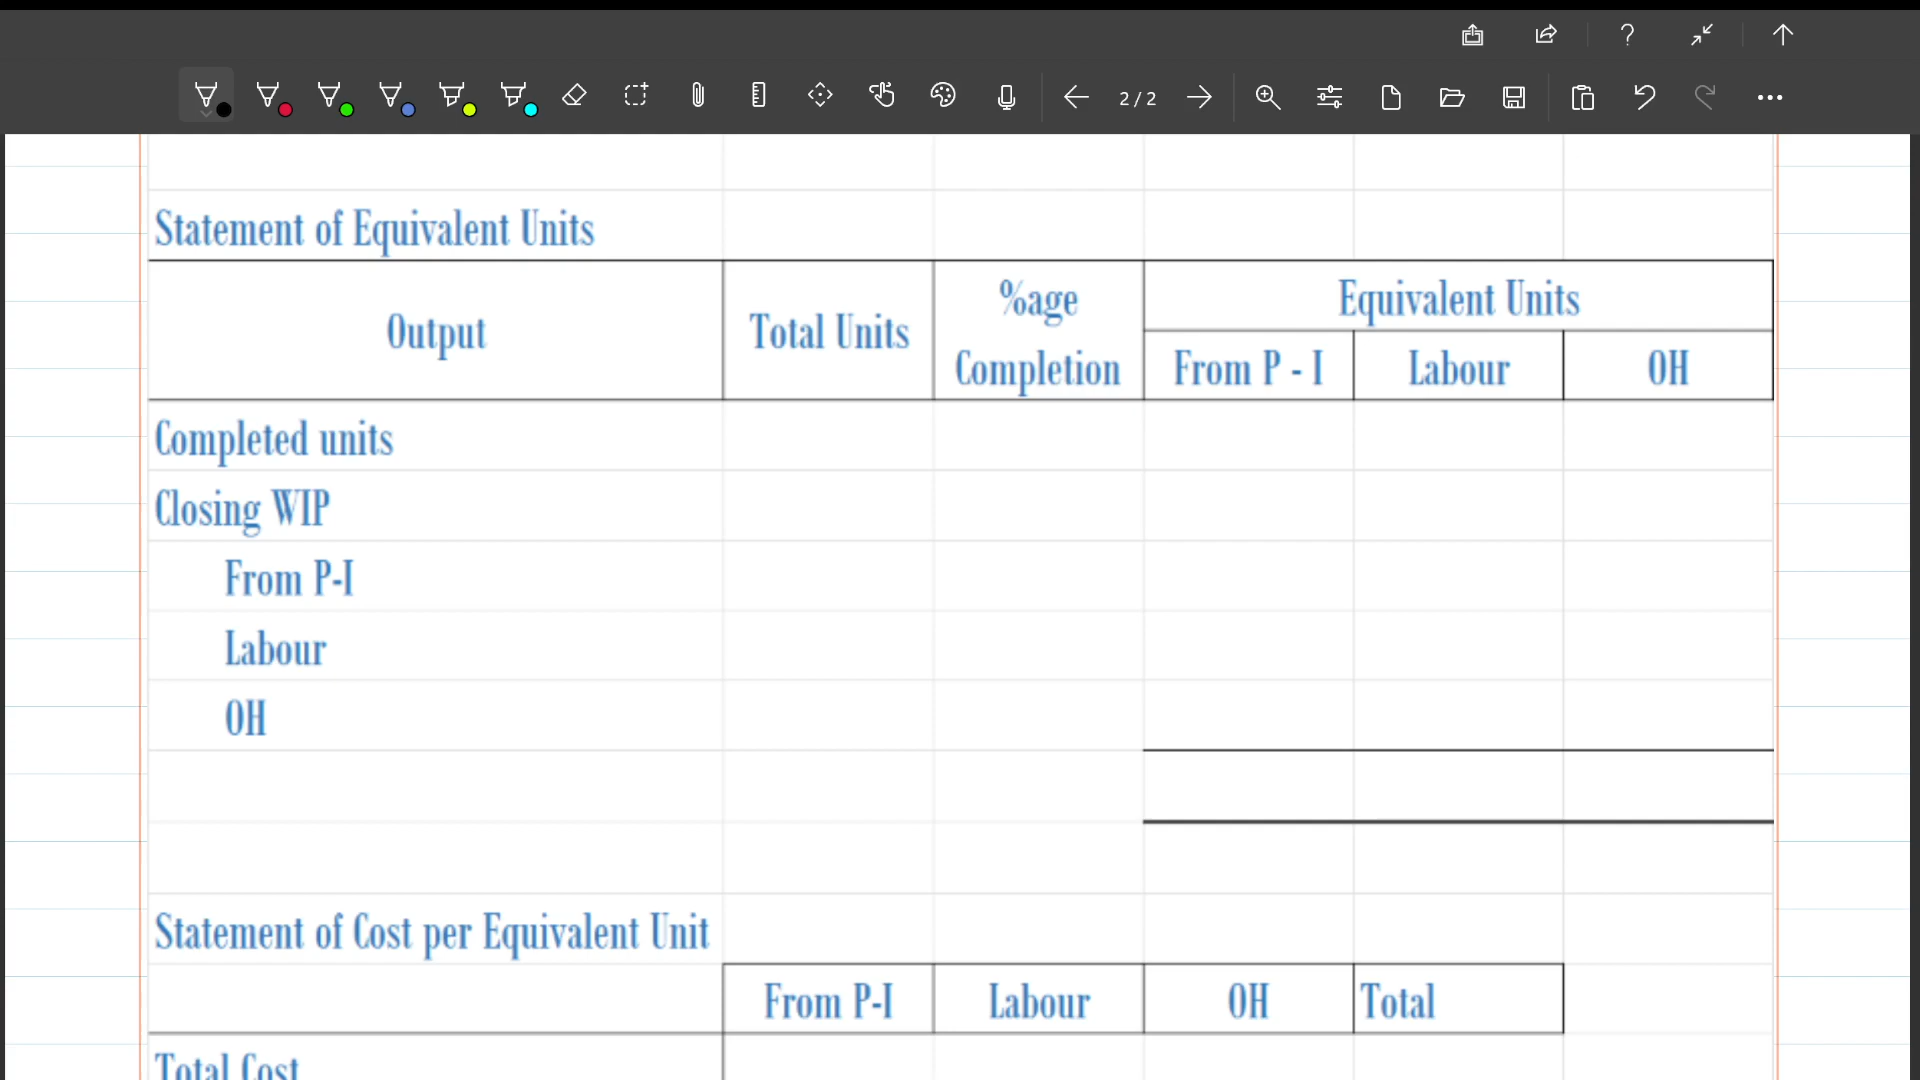 2/2
Statement of Equivalent Units
Output Total Units %age Completion Equivalent Units
From P - I Labour OH
Completed units
Closing WIP
From P-I
Labour
OH
Statement of Cost per Equivalent Unit
From P-I Labour OH Total
Total Cost